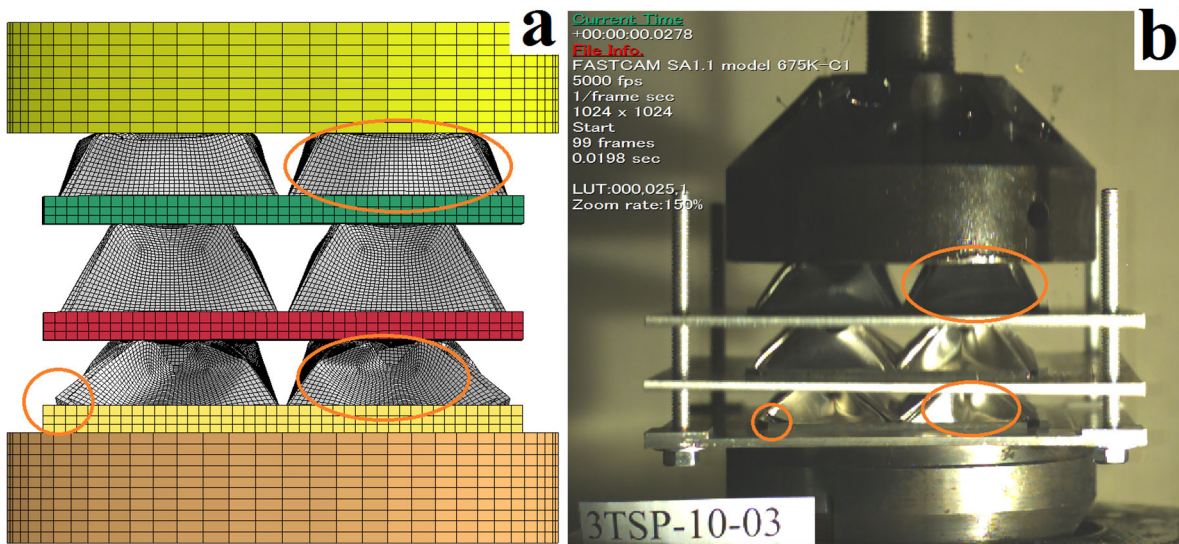 a
b
Current Time
+00:00:00.0278
File Info.
FASTCAM SA1.1 model 675K-C1
5000 fps
1/frame sec
1024 x 1024
Start
99 frames
0.0198 sec
LUT:000,025,1
Zoom rate:150%
3TSP-10-03